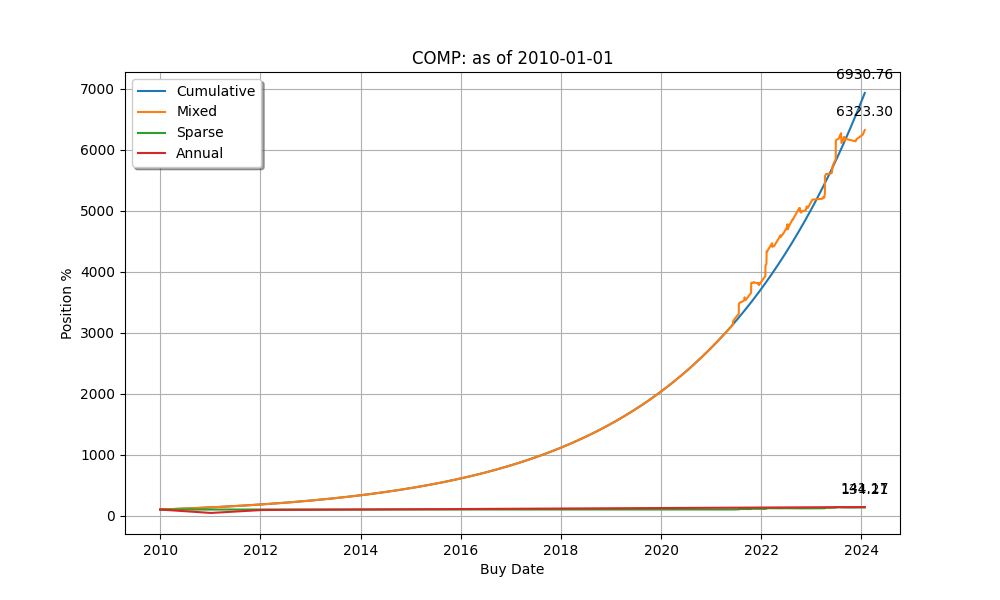 COMP: as of 2010-01-01
6930.76
7000
Cumulative
Mixed
6323.30
Sparse
Annual
6000
5000
4000
Position %
3000
2000
1000
0
2010 2012 2014 2016 2018 2020 2022 2024
Buy Date